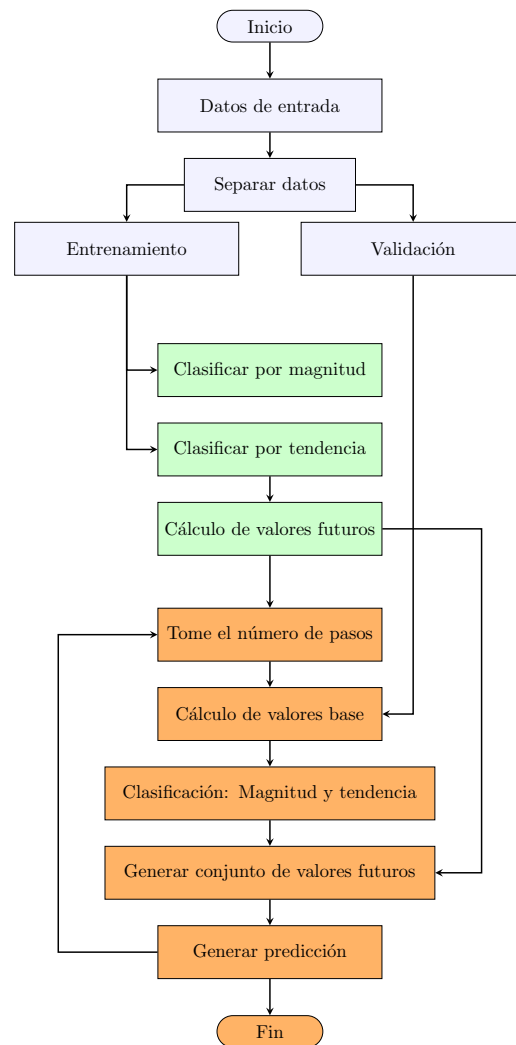 Inicio
Datos de entrada
Separar datos
Entrenamiento
Validación
Clasificar por magnitud
Clasificar por tendencia
Cálculo de valores futuros
Tome el número de pasos
Cálculo de valores base
Clasificación: Magnitud y tendencia
Generar conjunto de valores futuros
Generar predicción
Fin